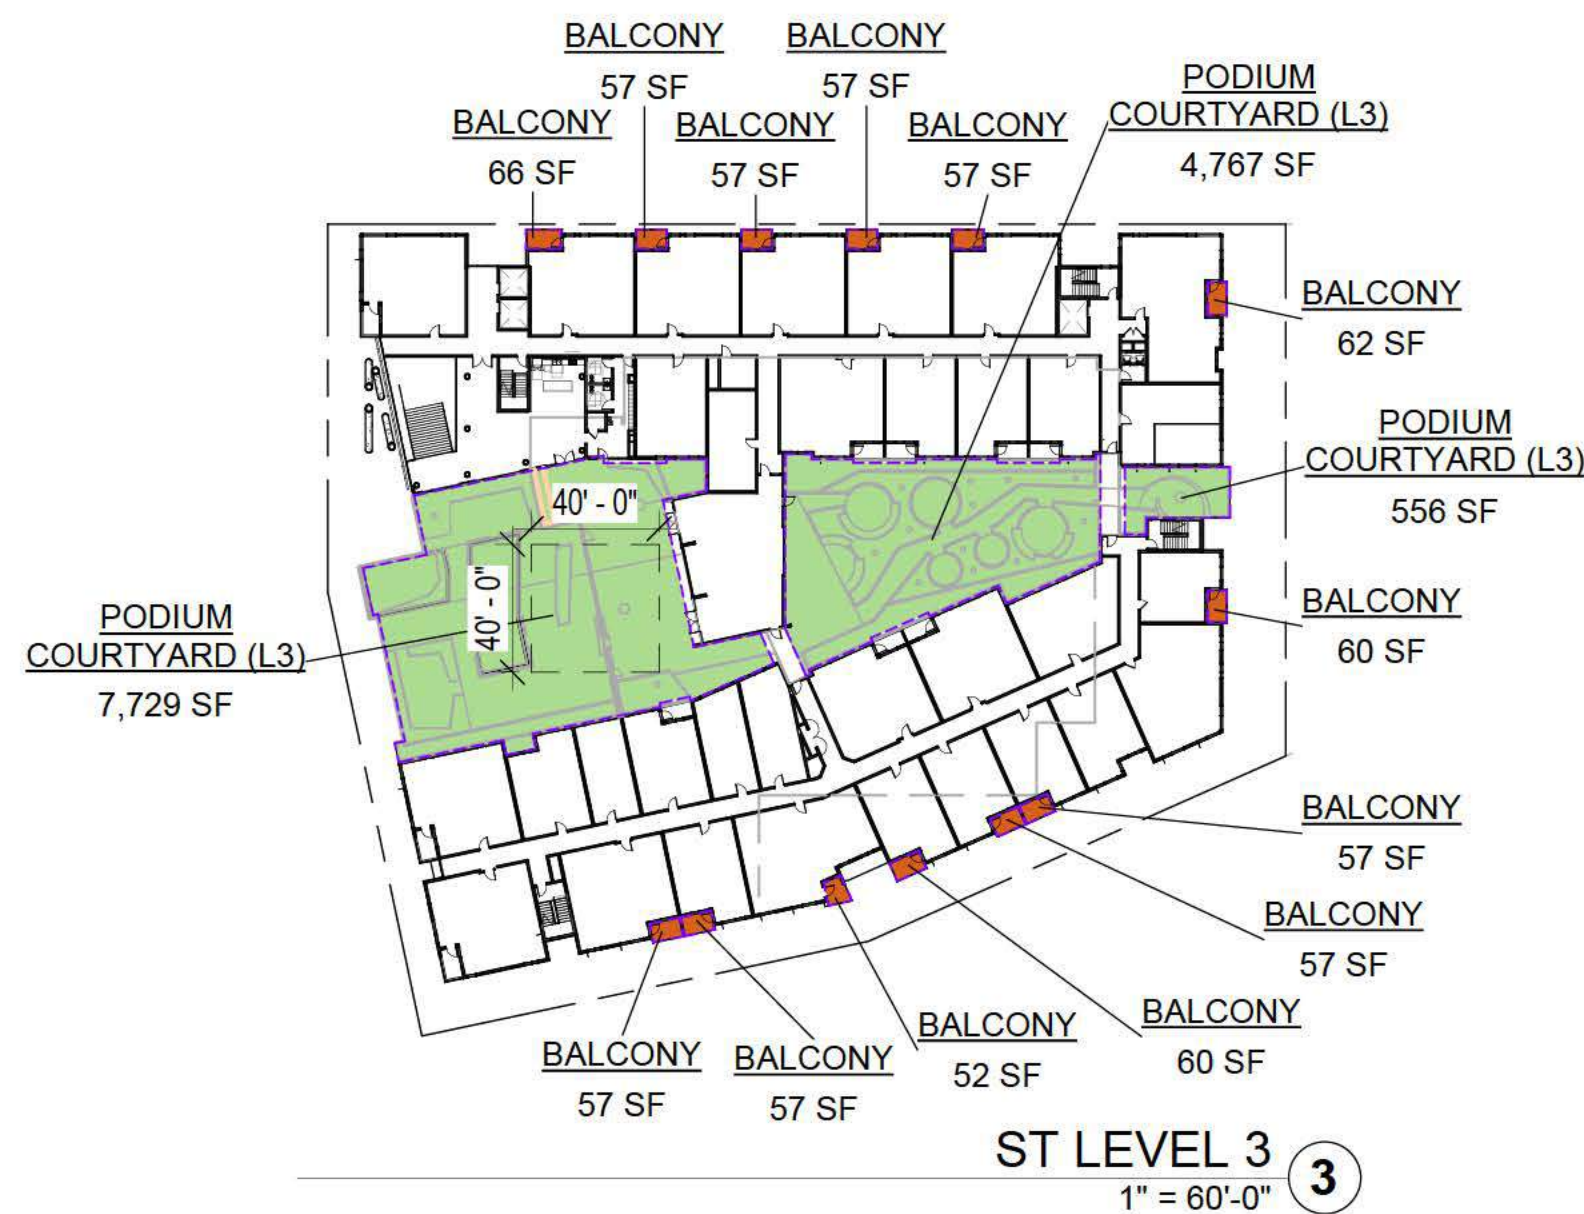 BALCONY
57 SF
BALCONY
57 SF
PODIUM
COURTYARD (L3)
4,767 SF
BALCONY
66 SF
BALCONY
57 SF
BALCONY
57 SF
BALCONY
62 SF
PODIUM
COURTYARD (L3)
556 SF
40' - 0"
40' - 0"
PODIUM
COURTYARD (L3)
7,729 SF
BALCONY
60 SF
BALCONY
57 SF
BALCONY
57 SF
BALCONY
60 SF
BALCONY
52 SF
BALCONY
57 SF
BALCONY
57 SF
ST LEVEL 3
1" = 60'-0"
3